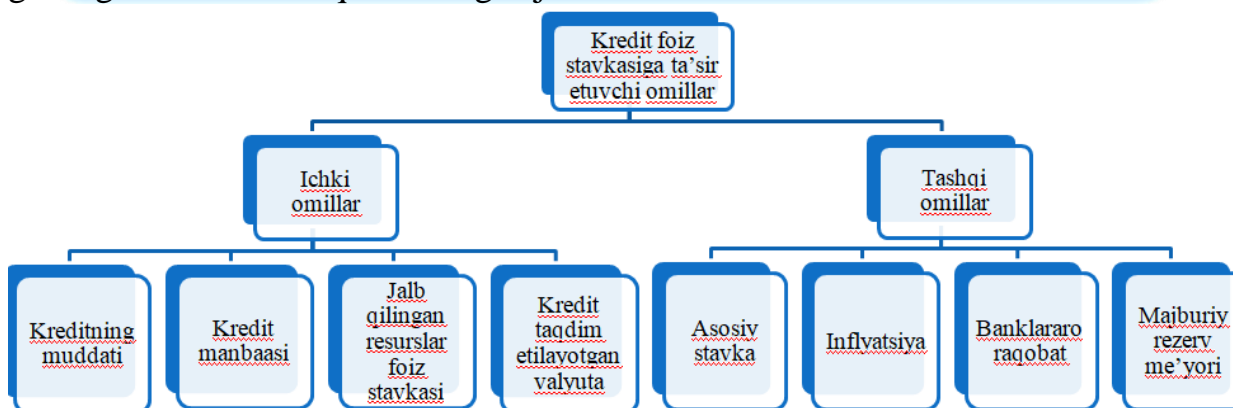 Kredit foiz
stavkasiga ta’sir
etuvchi omillar
Ichki
omillar
Tashqi
omillar
Kreditning
muddati
Kredit
manbaasi
Jalb
qilingan
resurslar
foiz
stavkasi
Kredit
taqdim
etilayotgan
valyuta
Asosiy
stavka
Inflvatsiya
Banklararo
raqobat
Majburiy
rezerv
me’yori